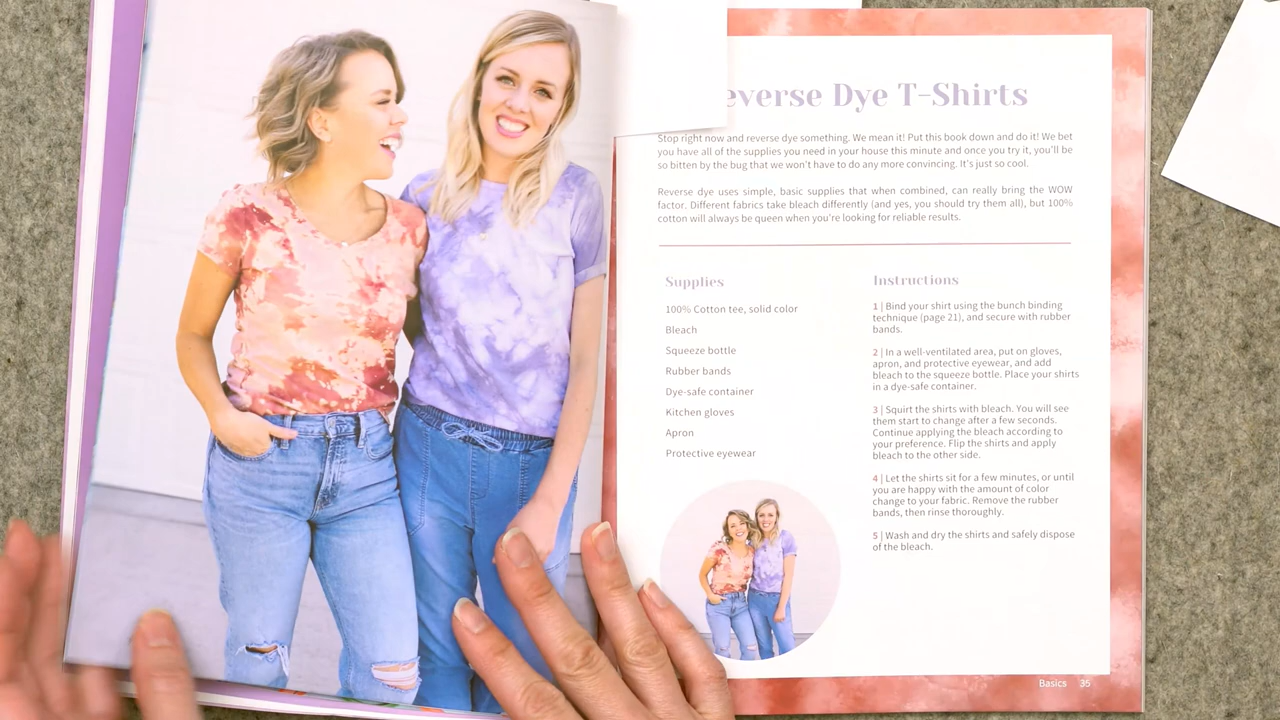 everse Dye T-Shirts
Stop right now and reverse dye something. We mean it! Put this book down and do it! We bet
you have all of the supplies you need in your house this minute and once you try it, you'll be
so bitten by the bug that we won't have to do any more convincing. It's just so cool.
Reverse dye uses simple, basic supplies that when combined, can really bring the WOW
factor. Different fabrics take bleach differently (and yes, you should try them all), but 100%
cotton will always be queen when you're looking for reliable results.
Supplies
100% Cotton tee, solid color
Bleach
Squeeze bottle
Rubber bands
Dye-safe container
Kitchen gloves
Apron
Protective eyewear
Instructions
1 | Bind your shirt using the bunch binding
technique (page 21), and secure with rubber
bands.
2 | In a well-ventilated area, put on gloves,
apron, and protective eyewear, and add
bleach to the squeeze bottle. Place your shirts
in a dye-safe container.
3 | Squirt the shirts with bleach. You will see
them start to change after a few seconds.
Continue applying the bleach according to
your preference. Flip the shirts and apply
bleach to the other side.
4 | Let the shirts sit for a few minutes, or until
you are happy with the amount of color
change to your fabric. Remove the rubber
bands, then rinse thoroughly.
5 | Wash and dry the shirts and safely dispose
of the bleach.
Basics 35